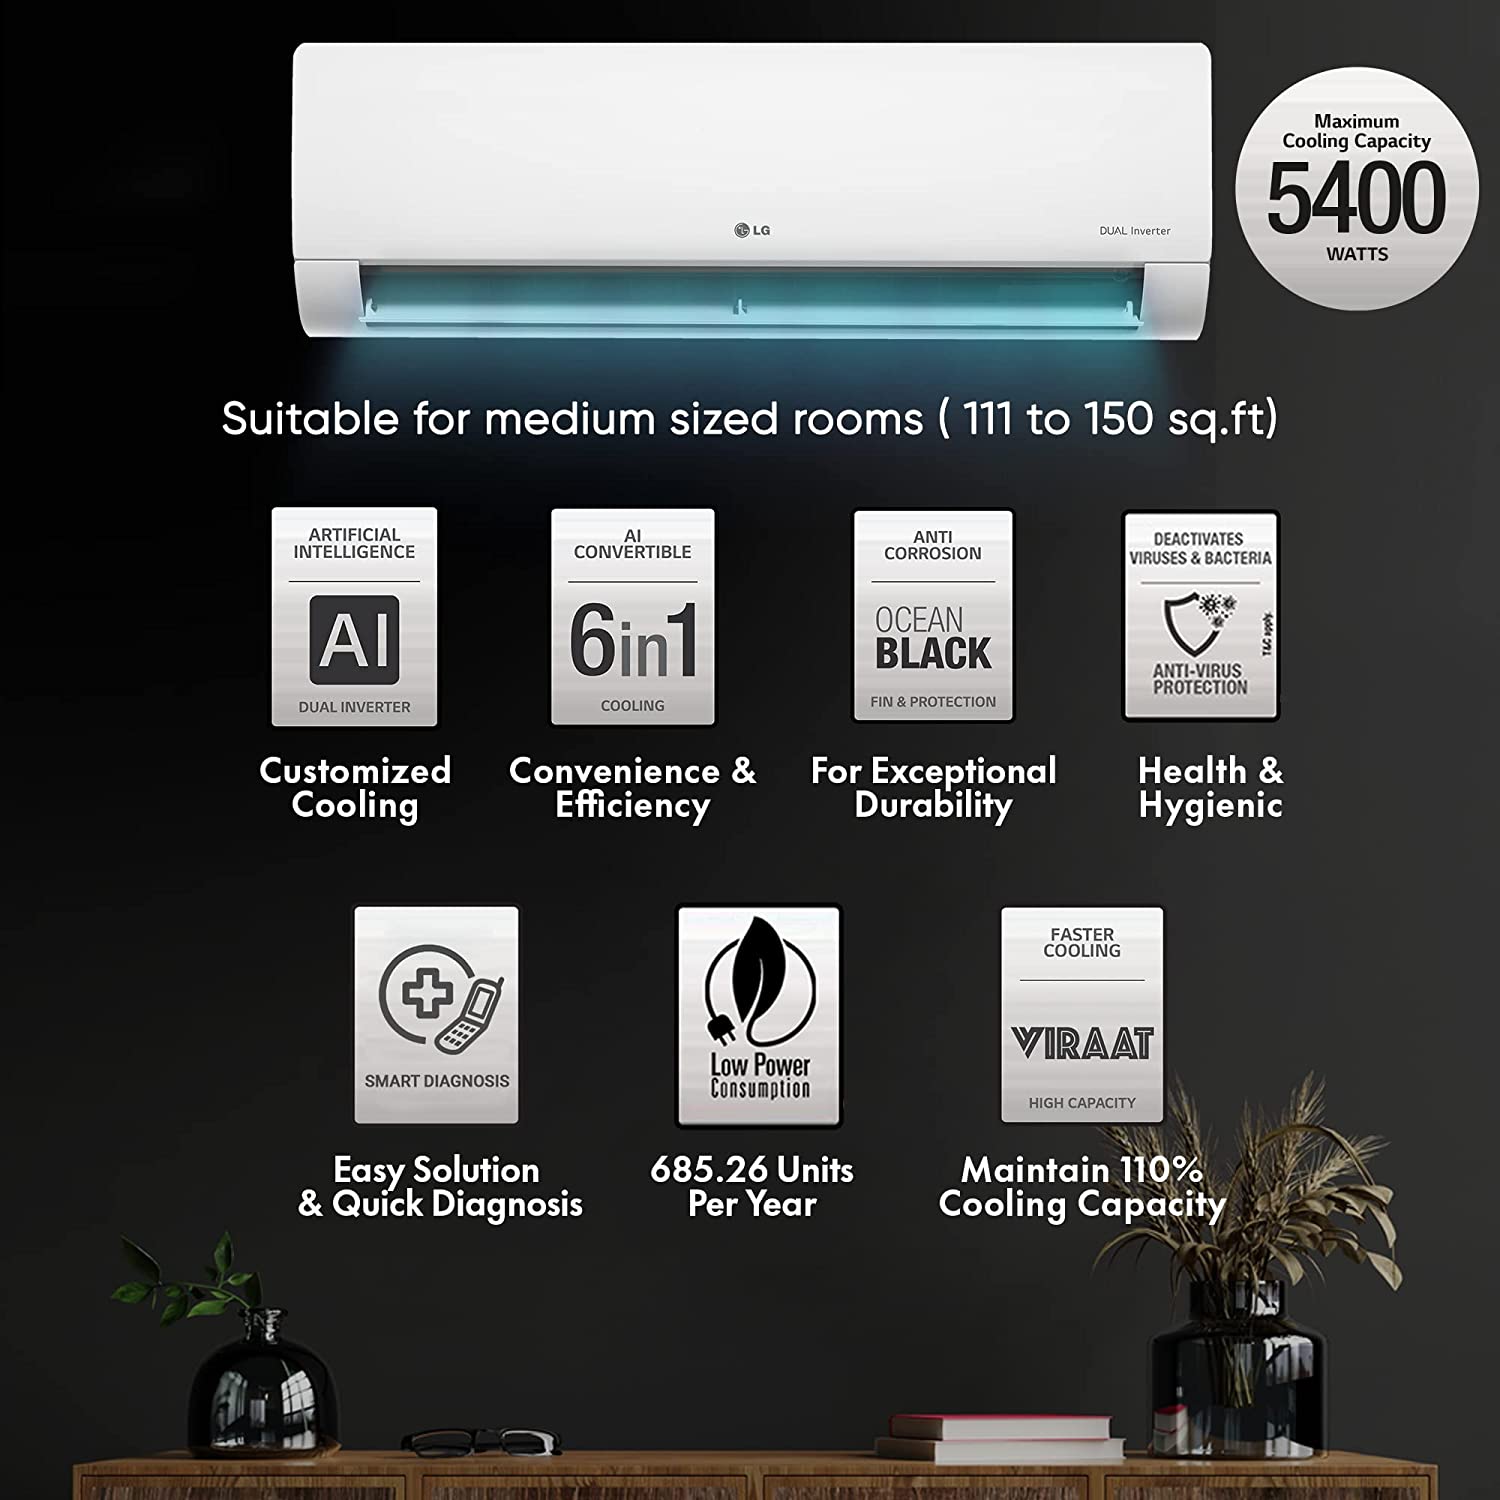 LG
DUAL Inverter
Maximum
Cooling Capacity
5400
WATTS
Suitable for medium sized rooms ( 111 to 150 sq.ft)
ARTIFICIAL
INTELLIGENCE
AI
DUAL INVERTER
Customized
Cooling
AI
CONVERTIBLE
6in1
COOLING
Convenience &
Efficiency
ANTI
CORROSION
OCEAN
BLACK
FIN & PROTECTION
For Exceptional
Durability
DEACTIVATES
VIRUSES & BACTERIA
T&C apply.
ANTI-VIRUS
PROTECTION
Health &
Hygienic
SMART DIAGNOSIS
Easy Solution
& Quick Diagnosis
Low Power
Consumption
685.26 Units
Per Year
FASTER
COOLING
VIRAAT
HIGH CAPACITY
Maintain 110%
Cooling Capacity